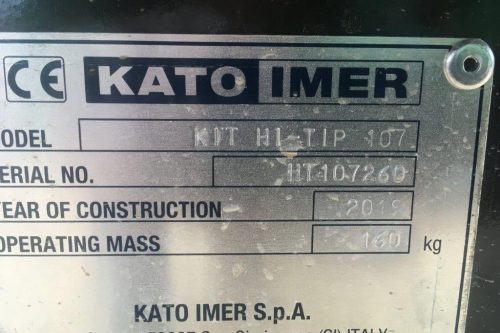 CE KATO IMER
MODEL KIT HI-TIP 107
ERIAL NO. HT107260
YEAR OF CONSTRUCTION
OPERATING MASS 160 kg
KATO IMER S.p.A.